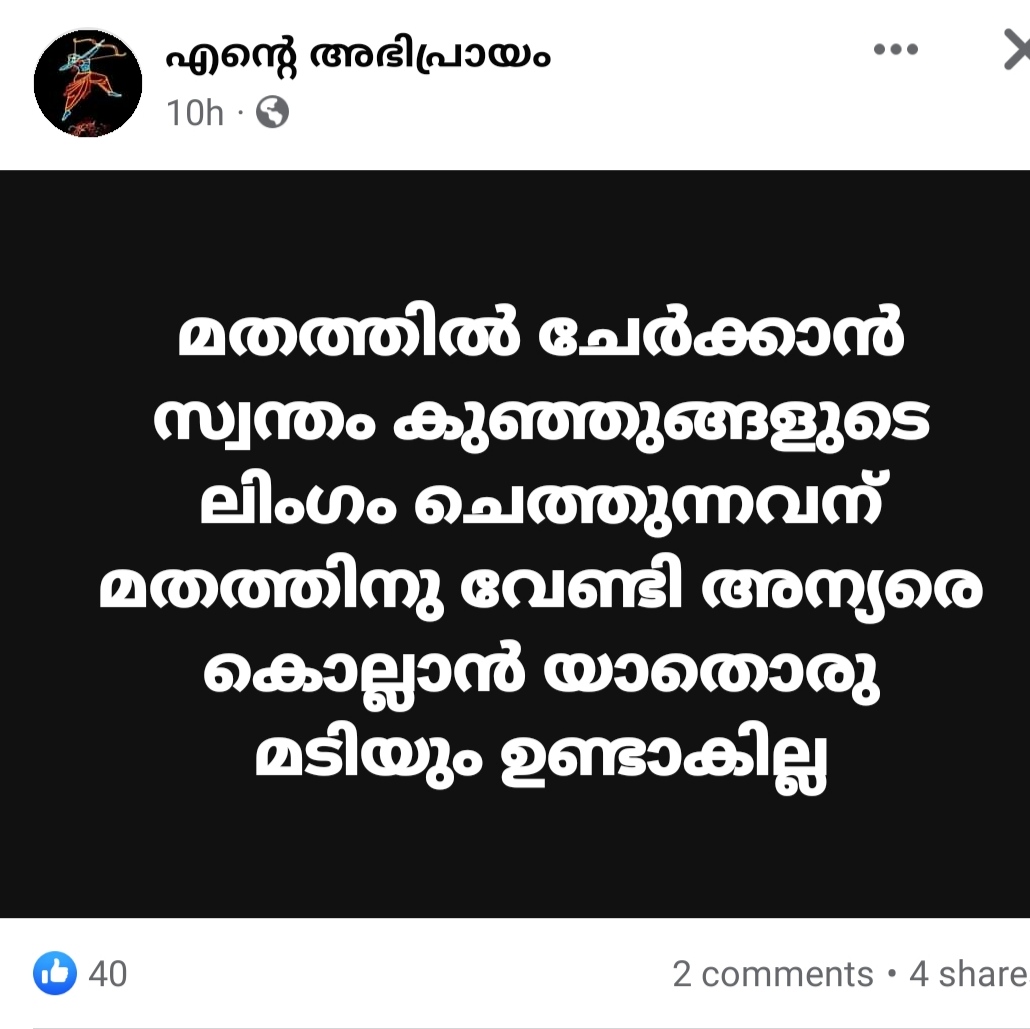 എന്റെ അഭിപ്രായം
10h ·
മതത്തിൽ ചേർക്കാൻ
സ്വന്തം കുഞ്ഞുങ്ങളുടെ
ലിംഗം ചെത്തുന്നവന്
മതത്തിനു വേണ്ടി അന്യരെ
കൊല്ലാൻ യാതൊരു
മടിയും ഉണ്ടാകില്ല
40
2 comments • 4 share